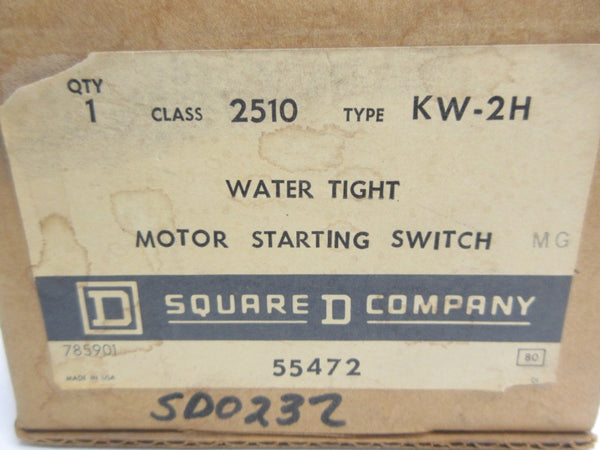 QTY
1 CLASS 2510 TYPE KW-2H
WATER TIGHT
MOTOR STARTING SWITCH MG
D SQUARE D COMPANY
785901 80
55472
MADE IN USA
SD0237